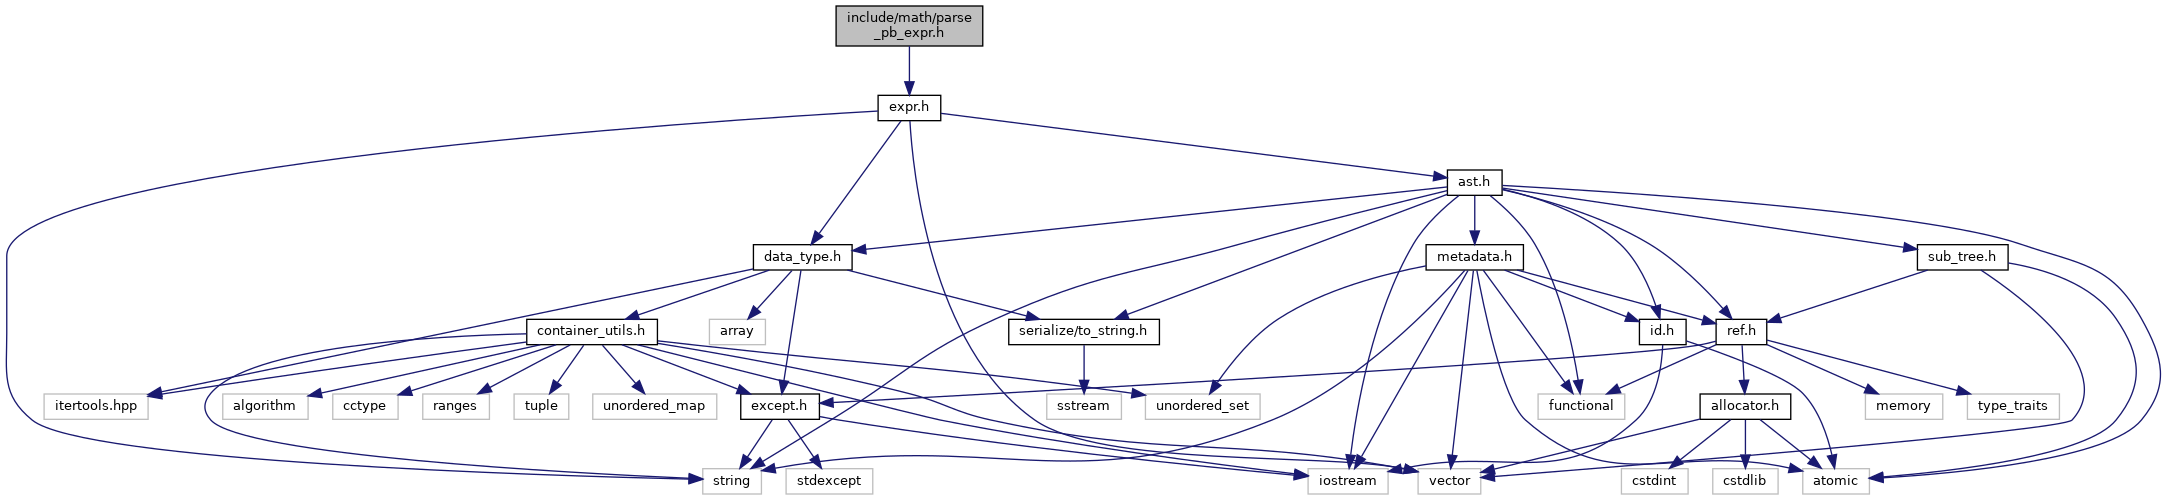 include/math/parse
_pb_expr.h
expr.h
ast.h
data_type.h
metadata.h
sub_tree.h
container_utils.h
array
serialize/to_string.h
id.h
ref.h
itertools.hpp
algorithm
cctype
ranges
tuple
unordered_map
except.h
sstream
unordered_set
functional
allocator.h
memory
type_traits
string
stdexcept
iostream
vector
cstdint
cstdlib
atomic